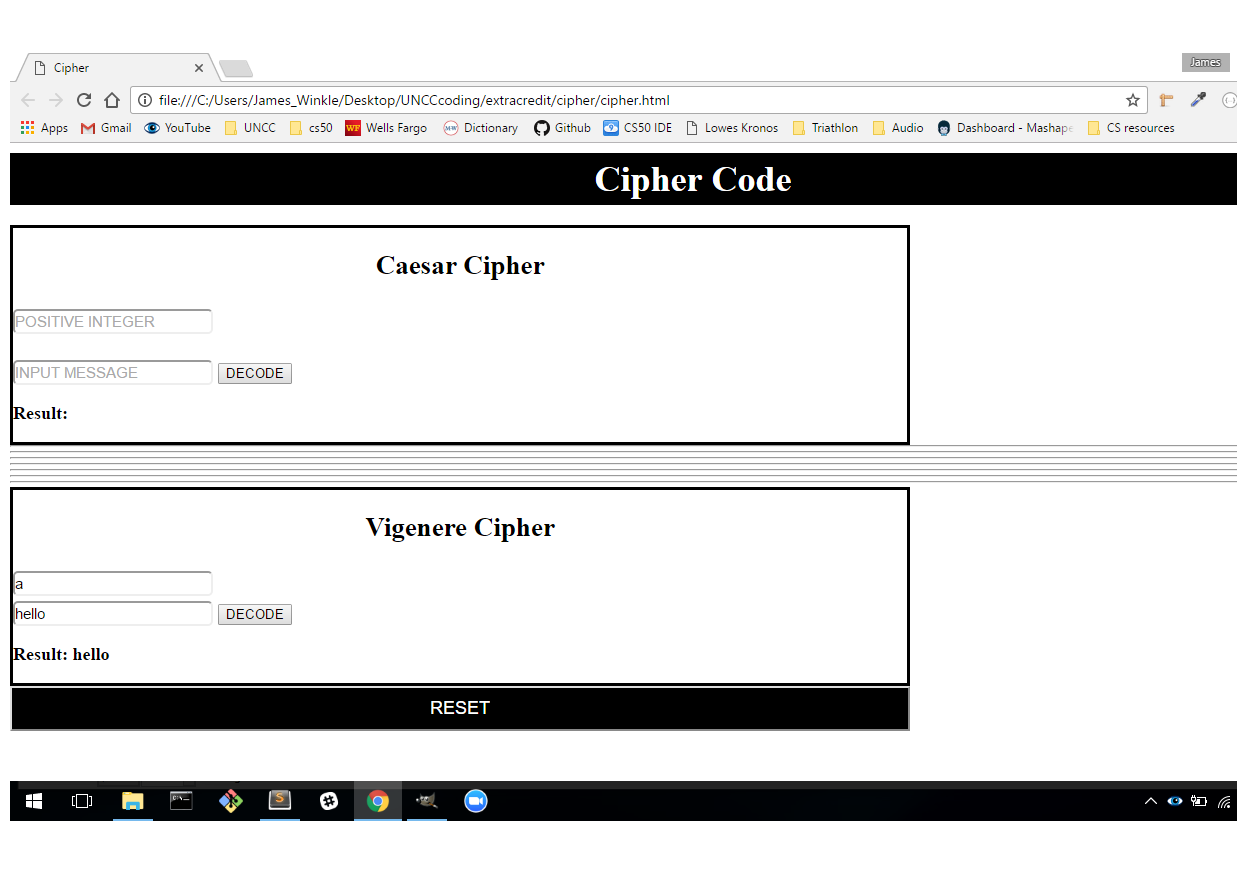 Cipher
James
file:///C:/Users/James_Winkle/Desktop/UNCCcoding/extracredit/cipher/cipher.html
Apps Gmail YouTube UNCC cs50 WF Wells Fargo MW Dictionary Github CS50 IDE Lowes Kronos Triathlon Audio Dashboard - Mashape CS resources
Cipher Code
Caesar Cipher
POSITIVE INTEGER
INPUT MESSAGE DECODE
Result:
Vigenere Cipher
a
hello DECODE
Result: hello
RESET